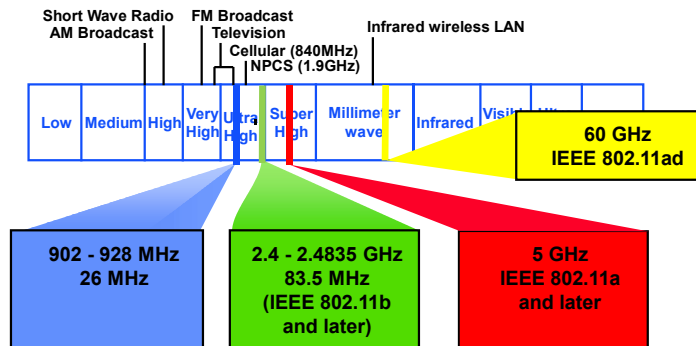 Short Wave Radio
AM Broadcast
FM Broadcast
Television
Cellular (840MHz)
NPCS (1.9GHz)
Infrared wireless LAN
Low
Medium
High
Very
High
Ultra
High
Super
High
Millimeter
wave
Infrared
60 GHz
IEEE 802.11ad
902 - 928 MHz
26 MHz
2.4 - 2.4835 GHz
83.5 MHz
(IEEE 802.11b
and later)
5 GHz
IEEE 802.11a
and later